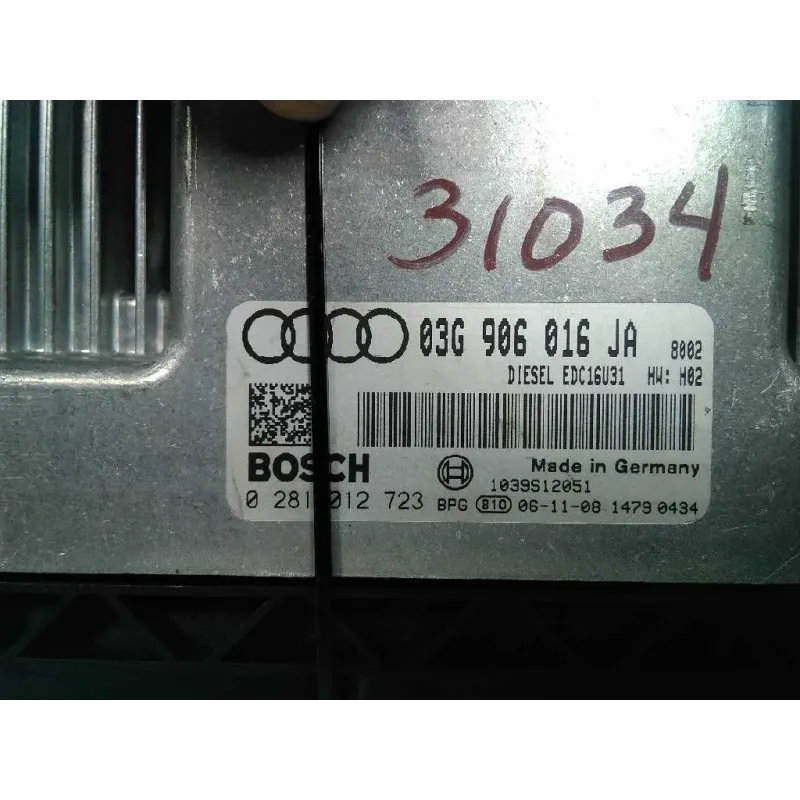 31034
03G 906 016 JA 8002
DIESEL EDC16U31 HW: H02
BOSCH
Made in Germany
1039S12051
0 281 012 723 BPG 810 06-11-08 1479 0434